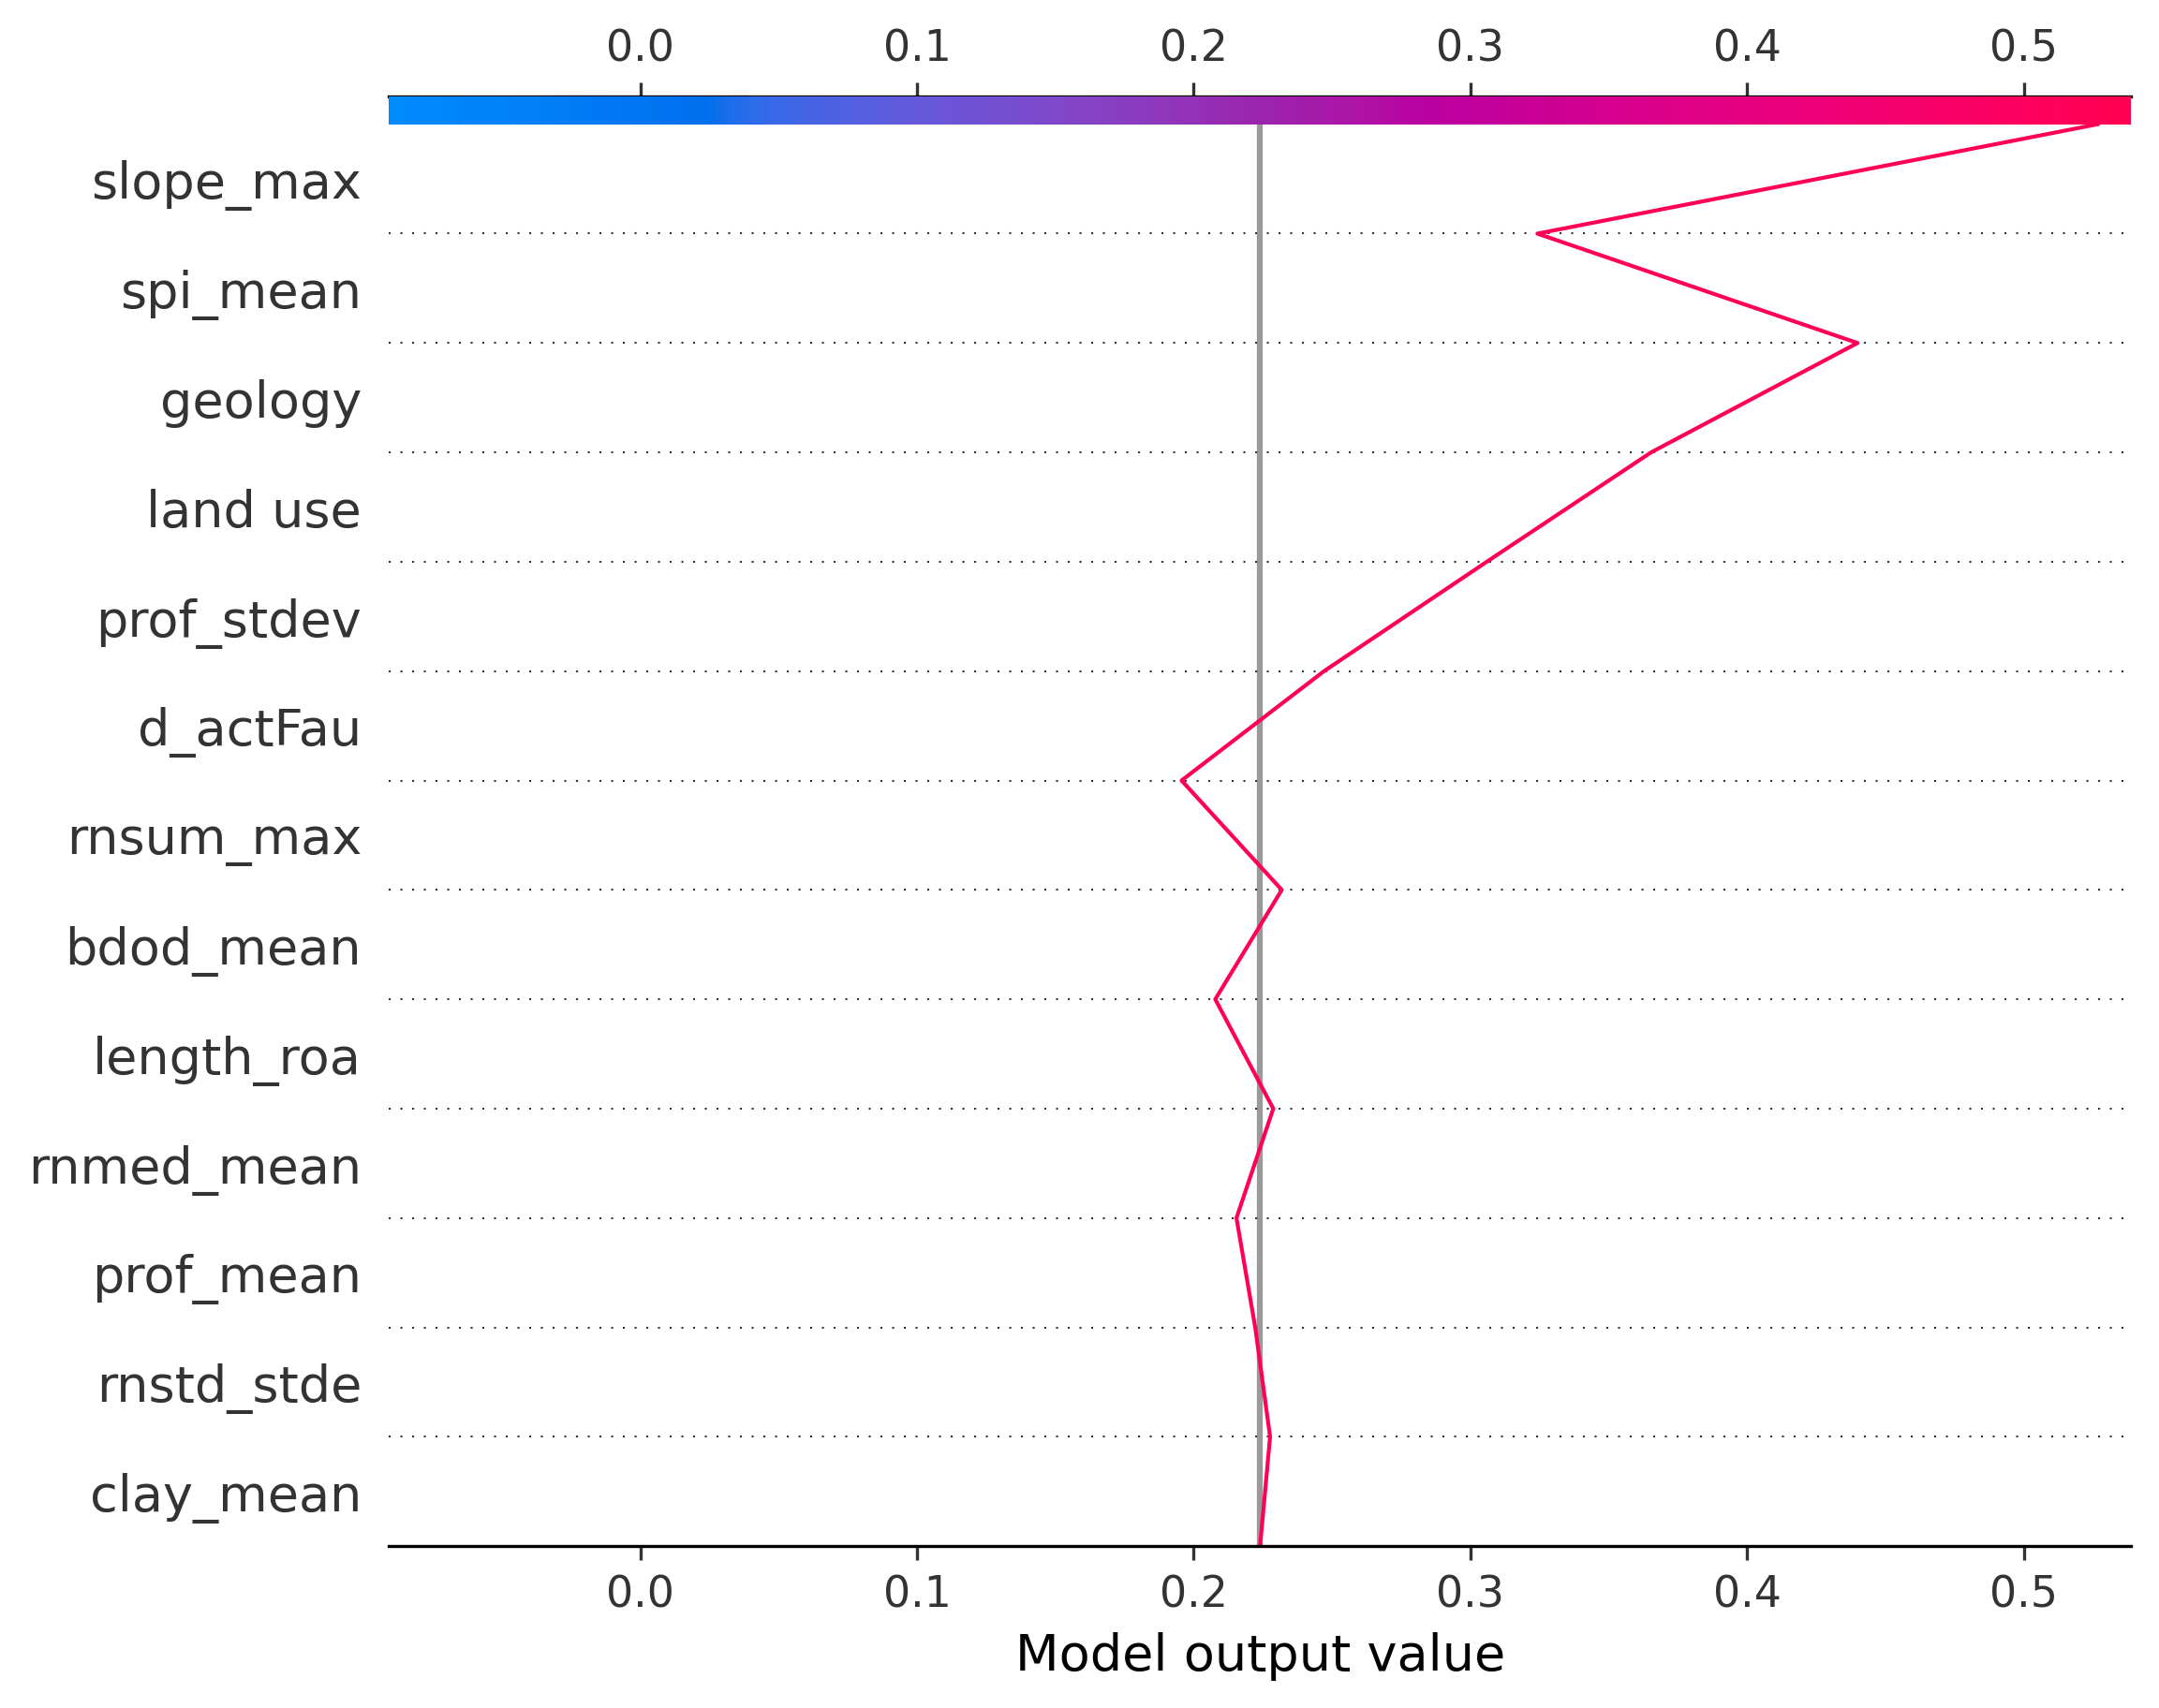 0.0 0.1 0.2 0.3 0.4 0.5
slope_max
spi_mean
geology
land use
prof_stdev
d_actFau
rnsum_max
bdod_mean
length_roa
rnmed_mean
prof_mean
rnstd_stde
clay_mean
0.0 0.1 0.2 0.3 0.4 0.5
Model output value